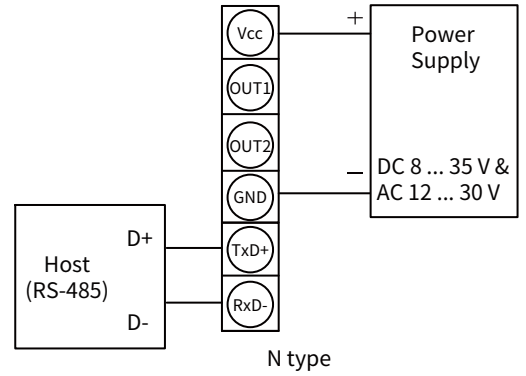 Vcc
+
Power
Supply
OUT1
OUT2
GND
−
DC 8 ... 35 V &
AC 12 ... 30 V
Host
(RS-485)
D+
D-
TxD+
RxD-
N type